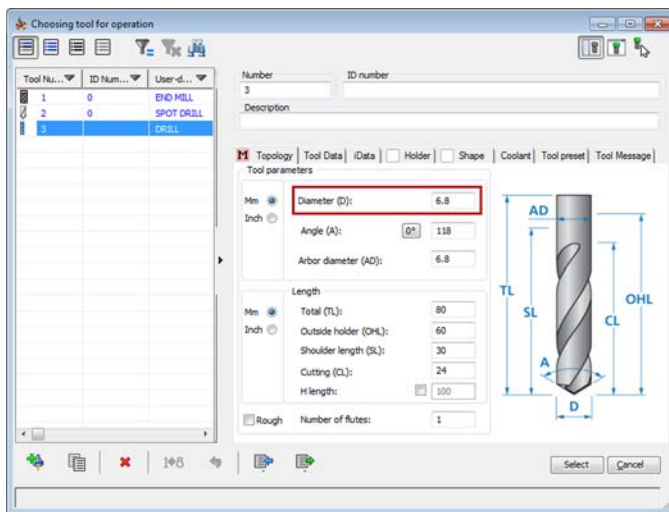 Choosing tool for operation
Tool Nu... ID Num... User-d...
1 0 END MILL
2 0 SPOT DRILL
3 DRILL
Number ID number
3
Description
M Topology Tool Data iData Holder Shape Coolant Tool preset Tool Message
Tool parameters
Mm Diameter (D): 6.8
Inch
Angle (A): 0° 118
Arbor diameter (AD): 6.8
Length
Mm Total (TL): 80
Inch Outside holder (OHL): 60
Shoulder length (SL): 30
Cutting (CL): 24
H length: 100
Rough Number of flutes: 1
AD
TL
SL
OHL
CL
A
D
Select Cancel